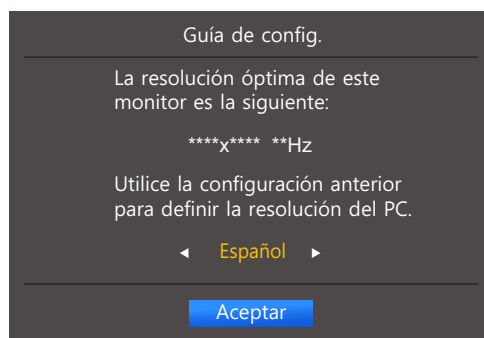 Guía de config.
La resolución óptima de este
monitor es la siguiente:
****x**** **Hz
Utilice la configuración anterior
para definir la resolución del PC.
Español
Aceptar